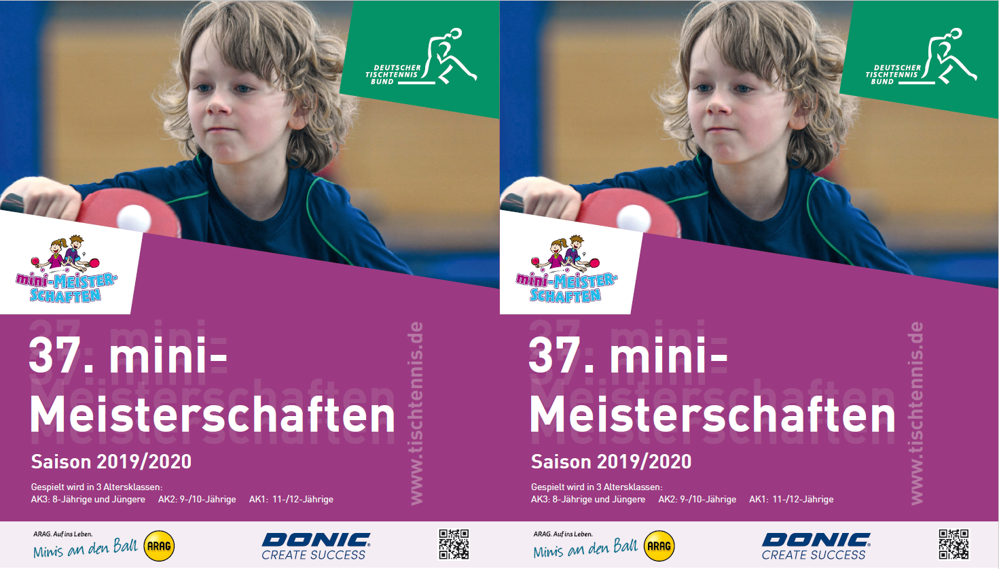 DEUTSCHER
TISCHTENNIS
BUND
mini-MEISTER-
SCHAFTEN
37. mini-
Meisterschaften
www.tischtennis.de
Saison 2019/2020
Gespielt wird in 3 Altersklassen:
AK3: 8-Jährige und Jüngere AK2: 9-/10-Jährige AK1: 11-/12-Jährige
ARAG. Auf ins Leben.
Minis an den Ball
ARAG
DONIC®
CREATE SUCCESS
DEUTSCHER
TISCHTENNIS
BUND
mini-MEISTER-
SCHAFTEN
37. mini-
Meisterschaften
www.tischtennis.de
Saison 2019/2020
Gespielt wird in 3 Altersklassen:
AK3: 8-Jährige und Jüngere AK2: 9-/10-Jährige AK1: 11-/12-Jährige
ARAG. Auf ins Leben.
Minis an den Ball
ARAG
DONIC®
CREATE SUCCESS